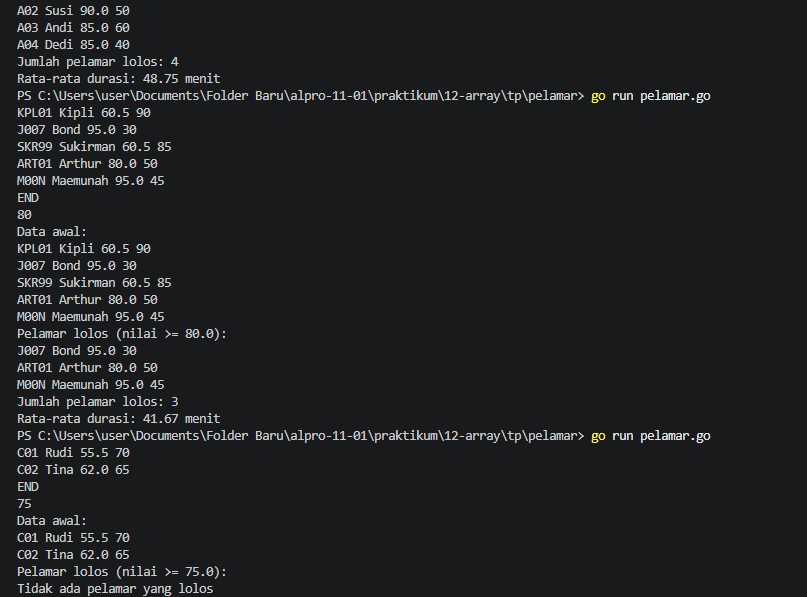 A02 Susi 90.0 50
A03 Andi 85.0 60
A04 Dedi 85.0 40
Jumlah pelamar lolos: 4
Rata-rata durasi: 48.75 menit
PS C:\Users\user\Documents\Folder Baru\alpro-11-01\praktikum\12-array\tp\pelamar> go run pelamar.go
KPL01 Kipli 60.5 90
J007 Bond 95.0 30
SKR99 Sukirman 60.5 85
ART01 Arthur 80.0 50
M00N Maemunah 95.0 45
END
80
Data awal:
KPL01 Kipli 60.5 90
J007 Bond 95.0 30
SKR99 Sukirman 60.5 85
ART01 Arthur 80.0 50
M00N Maemunah 95.0 45
Pelamar lolos (nilai >= 80.0):
J007 Bond 95.0 30
ART01 Arthur 80.0 50
M00N Maemunah 95.0 45
Jumlah pelamar lolos: 3
Rata-rata durasi: 41.67 menit
PS C:\Users\user\Documents\Folder Baru\alpro-11-01\praktikum\12-array\tp\pelamar> go run pelamar.go
C01 Rudi 55.5 70
C02 Tina 62.0 65
END
75
Data awal:
C01 Rudi 55.5 70
C02 Tina 62.0 65
Pelamar lolos (nilai >= 75.0):
Tidak ada pelamar yang lolos